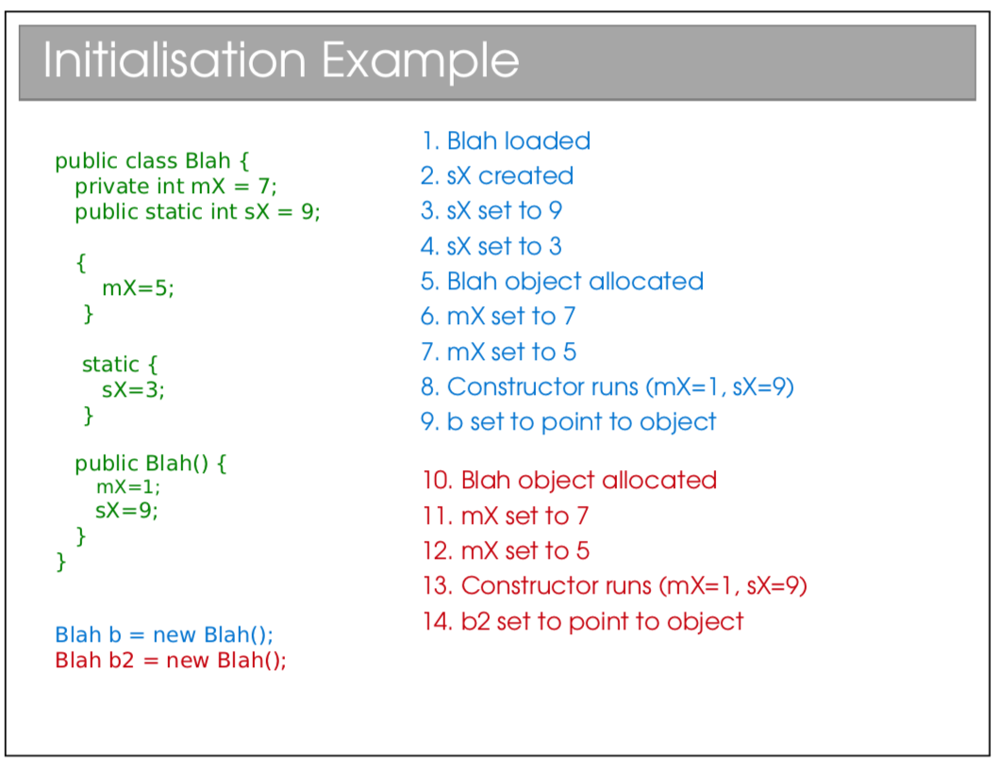 Initialisation Example
public class Blah {
private int mX = 7;
public static int sX = 9;
{
mX=5;
}
static {
sX=3;
}
public Blah() {
mX=1;
sX=9;
}
}
Blah b = new Blah();
Blah b2 = new Blah();
1. Blah loaded
2. sX created
3. sX set to 9
4. sX set to 3
5. Blah object allocated
6. mX set to 7
7. mX set to 5
8. Constructor runs (mX=1, sX=9)
9. b set to point to object
10. Blah object allocated
11. mX set to 7
12. mX set to 5
13. Constructor runs (mX=1, sX=9)
14. b2 set to point to object